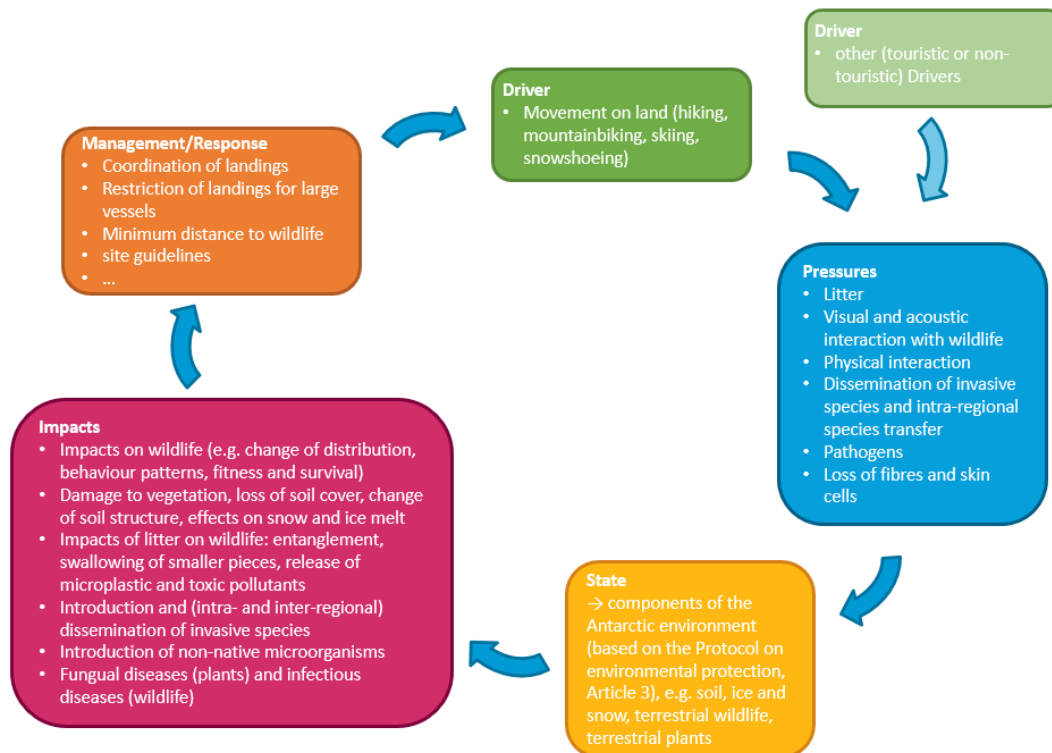 Driver
• other (touristic or non-
touristic) Drivers
Driver
• Movement on land (hiking,
mountainbiking, skiing,
snowshoeing)
Management/Response
• Coordination of landings
• Restriction of landings for large
vessels
• Minimum distance to wildlife
• site guidelines
• ...
Pressures
• Litter
• Visual and acoustic
interaction with wildlife
• Physical interaction
• Dissemination of invasive
species and intra-regional
species transfer
• Pathogens
• Loss of fibres and skin
cells
Impacts
• Impacts on wildlife (e.g. change of distribution,
behaviour patterns, fitness and survival)
• Damage to vegetation, loss of soil cover, change
of soil structure, effects on snow and ice melt
• Impacts of litter on wildlife: entanglement,
swallowing of smaller pieces, release of
microplastic and toxic pollutants
• Introduction and (intra- and inter-regional)
dissemination of invasive species
• Introduction of non-native microorganisms
• Fungual diseases (plants) and infectious
diseases (wildlife)
State
→ components of the
Antarctic environment
(based on the Protocol on
environmental protection,
Article 3), e.g. soil, ice and
snow, terrestrial wildlife,
terrestrial plants